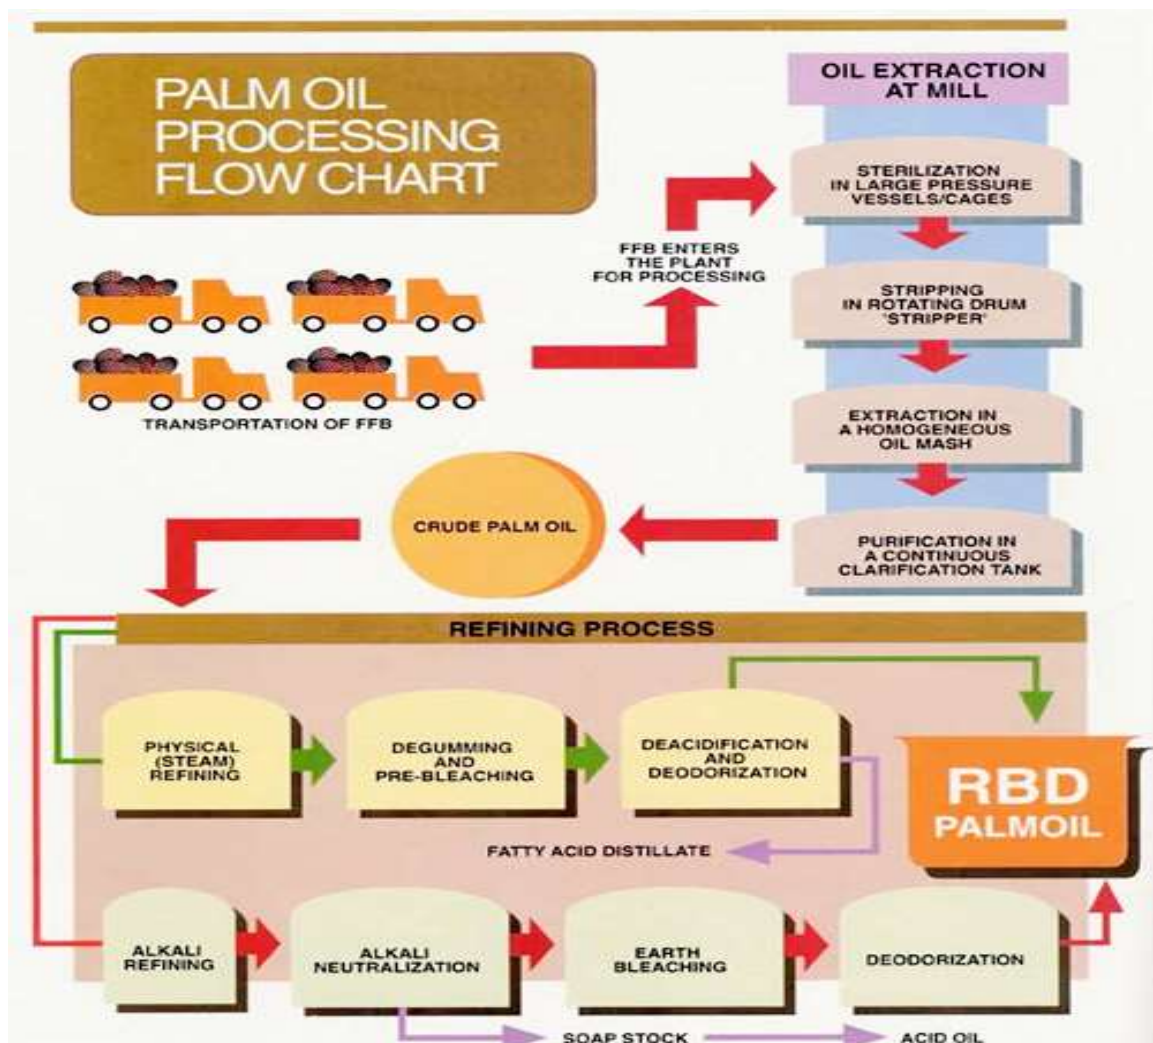 PALM OIL
PROCESSING
FLOW CHART
OIL EXTRACTION
AT MILL
STERILIZATION
IN LARGE PRESSURE
VESSELS/CAGES
FFB ENTERS
THE PLANT
FOR PROCESSING
STRIPPING
IN ROTATING DRUM
'STRIPPER'
TRANSPORTATION OF FFB
EXTRACTION IN
A HOMOGENEOUS
OIL MASH
CRUDE PALM OIL
PURIFICATION IN
A CONTINUOUS
CLARIFICATION TANK
REFINING PROCESS
PHYSICAL
(STEAM)
REFINING
DEGUMMING
AND
PRE-BLEACHING
DEACIDIFICATION
AND
DEODORIZATION
RBD
PALMOIL
FATTY ACID DISTILLATE
ALKALI
REFINING
ALKALI
NEUTRALIZATION
EARTH
BLEACHING
DEODORIZATION
SOAP STOCK
ACID OIL